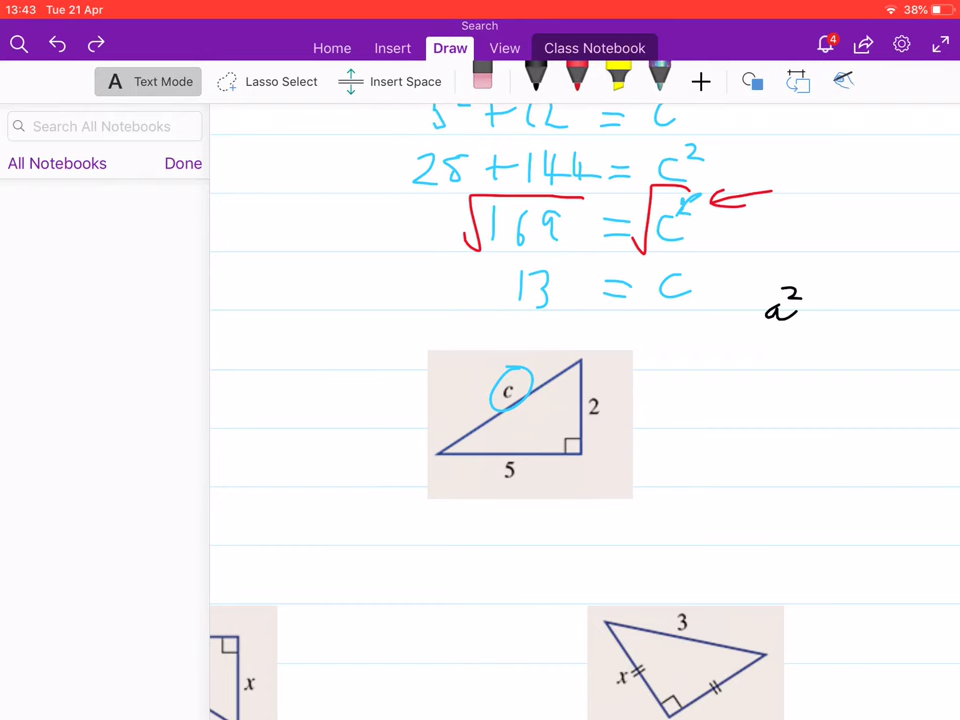 13:43 Tue 21 Apr
38%
Search
Home Insert Draw View Class Notebook
4
A Text Mode Lasso Select Insert Space
Search All Notebooks
All Notebooks Done
25 + 144 = c²
√169 = √c²
13 = c
a²
c
2
5
3
x
x